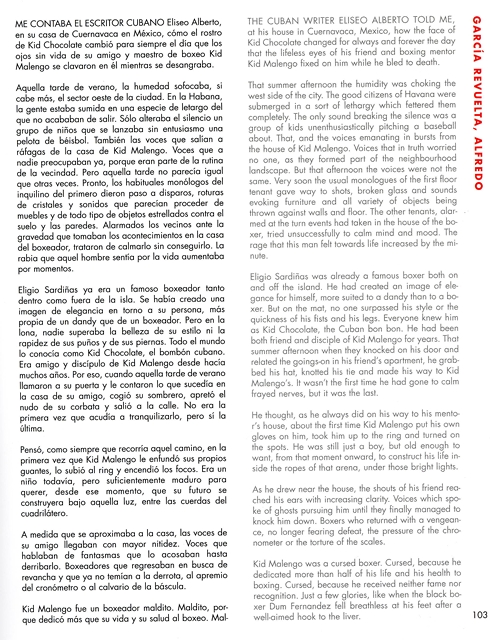 ME CONTABA EL ESCRITOR CUBANO Eliseo Alberto,
en su casa de Cuernavaca en México, cómo el rostro
de Kid Chocolate cambió para siempre el dia que los
ojos sin vida de su amigo y maestro de boxeo Kid
Malengo se clavaron en él mientras se desangraba.

Aquella tarde de verano, la humedad sofocaba, si
cabe más, el sector oeste de la ciudad. En la Habana,
la gente estaba sumida en una especie de letargo del
que no acababan de salir. Sólo alteraba el silencio un
grupo de niños que se lanzaba sin entusiasmo una
pelota de béisbol. También las voces que salían a
ráfagas de la casa de Kid Malengo. Voces que a
nadie preocupaban ya, porque eran parte de la rutina
de la vecindad. Pero aquella tarde no parecía igual
que otras veces. Pronto, los habituales monólogos del
inquilino del primero dieron paso a disparos, roturas
de cristales y sonidos que parecían proceder de
muebles y de todo tipo de objetos estrellados contra el
suelo y las paredes. Alarmados los vecinos ante la
gravedad que tomaban los acontecimientos en la casa
del boxeador, trataron de calmarlo sin conseguirlo. La
rabia que aquel hombre sentía por la vida aumentaba
por momentos.

Eligio Sardiñas ya era un famoso boxeador tanto
dentro como fuera de la isla. Se había creado una
imagen de elegancia en torno a su persona, más
propia de un dandy que de un boxeador. Pero en la
lona, nadie superaba la belleza de su estilo ni la
rapidez de sus puños y de sus piernas. Todo el mundo
lo conocía como Kid Chocolate, el bombón cubano.
Era amigo y discípulo de Kid Malengo desde hacía
muchos años. Por eso, cuando aquella tarde de verano
llamaron a su puerta y le contaron lo que sucedía en
la casa de su amigo, cogió su sombrero, apretó el
nudo de su corbata y salió a la calle. No era la
primera vez que acudía a tranquilizarlo, pero sí la
última.

Pensó, como siempre que recorría aquel camino, en la
primera vez que Kid Malengo le enfundó sus propios
guantes, lo subió al ring y encendió los focos. Era un
niño todavía, pero suficientemente maduro para
querer, desde ese momento, que su futuro se
construyera bajo aquella luz, entre las cuerdas del
cuadrilátero.

A medida que se aproximaba a la casa, las voces de
su amigo llegaban con mayor nitidez. Voces que
hablaban de fantasmas que lo acosaban hasta
derribarlo. Boxeadores que regresaban en busca de
revancha y que ya no temían a la derrota, al apremio
del cronómetro o al calvario de la báscula.

Kid Malengo fue un boxeador maldito. Maldito, por-
que dedicó más que su vida y su salud al boxeo. Mal-

THE CUBAN WRITER ELISEO ALBERTO TOLD ME,
at his house in Cuernavaca, Mexico, how the face of
Kid Chocolate changed for always and forever the day
that the lifeless eyes of his friend and boxing mentor
Kid Malengo fixed on him while he bled to death.

That summer afternoon the humidity was choking the
west side of the city. The good citizens of Havana were
submerged in a sort of lethargy which fettered them
completely. The only sound breaking the silence was a
group of kids unenthusiastically pitching a baseball
about. That, and the voices emanating in bursts from
the house of Kid Malengo. Voices that in truth worried
no one, as they formed part of the neighbourhood
landscape. But that afternoon the voices were not the
same. Very soon the usual monologues of the first floor
tenant gave way to shots, broken glass and sounds
evoking furniture and all variety of objects being
thrown against walls and floor. The other tenants, alar-
med at the turn events had taken in the house of the bo-
xer, tried unsuccessfully to calm mind and mood. The
rage that this man felt towards life increased by the mi-
nute.

Eligio Sardiñas was already a famous boxer both on
and off the island. He had created an image of ele-
gance for himself, more suited to a dandy than to a bo-
xer. But on the mat, no one surpassed his style or the
quickness of his fists and his legs. Everyone knew him
as Kid Chocolate, the Cuban bon bon. He had been
both friend and disciple of Kid Malengo for years. That
summer afternoon when they knocked on his door and
related the goings-on in his friend's apartment, he grab-
bed his hat, knotted his tie and made his way to Kid
Malengo's. It wasn't the first time he had gone to calm
frayed nerves, but it was the last.

He thought, as he always did on his way to his mento-
r's house, about the first time Kid Malengo put his own
gloves on him, took him up to the ring and turned on
the spots. He was still just a boy, but old enough to
want, from that moment onward, to construct his life in-
side the ropes of that arena, under those bright lights.

As he drew near the house, the shouts of his friend rea-
ched his ears with increasing clarity. Voices which spo-
ke of ghosts pursuing him until they finally managed to
knock him down. Boxers who returned with a vengean-
ce, no longer fearing defeat, the pressure of the chro-
nometer or the torture of the scales.

Kid Malengo was a cursed boxer. Cursed, because he
dedicated more than half of his life and his health to
boxing. Cursed, because he received neither fame nor
recognition. Just a few glories, like when the black bo-
xer Dum Fernandez fell breathless at his feet after a
well-aimed hook to the liver.

GARCÍA REVUELTA, ALFREDO

103